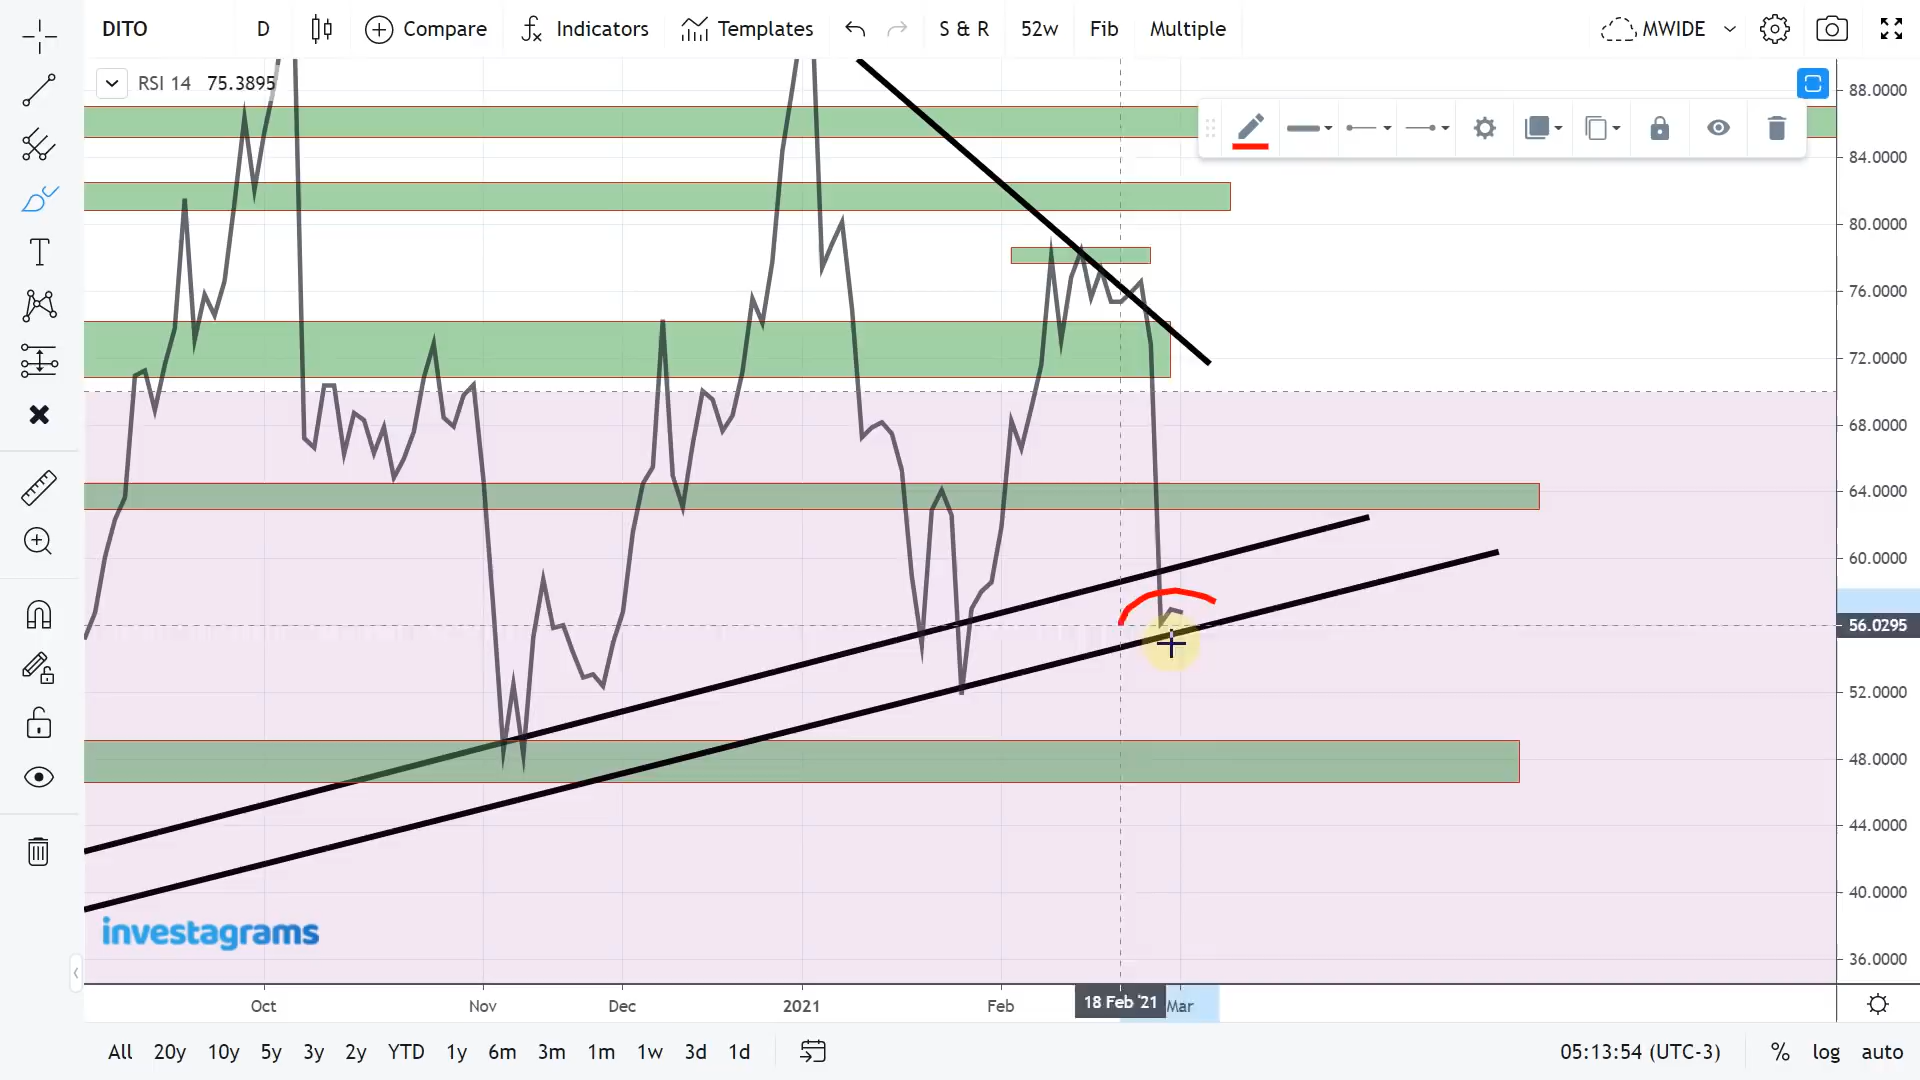 DITO D Compare Indicators Templates S & R 52w Fib Multiple MWIDE
RSI 14 75.3895
88.0000
84.0000
80.0000
76.0000
72.0000
68.0000
64.0000
60.0000
56.0295
52.0000
48.0000
44.0000
40.0000
36.0000
investagrams
Oct Nov Dec 2021 Feb 18 Feb '21 Mar
All 20y 10y 5y 3y 2y YTD 1y 6m 3m 1m 1w 3d 1d 05:13:54 (UTC-3) % log auto